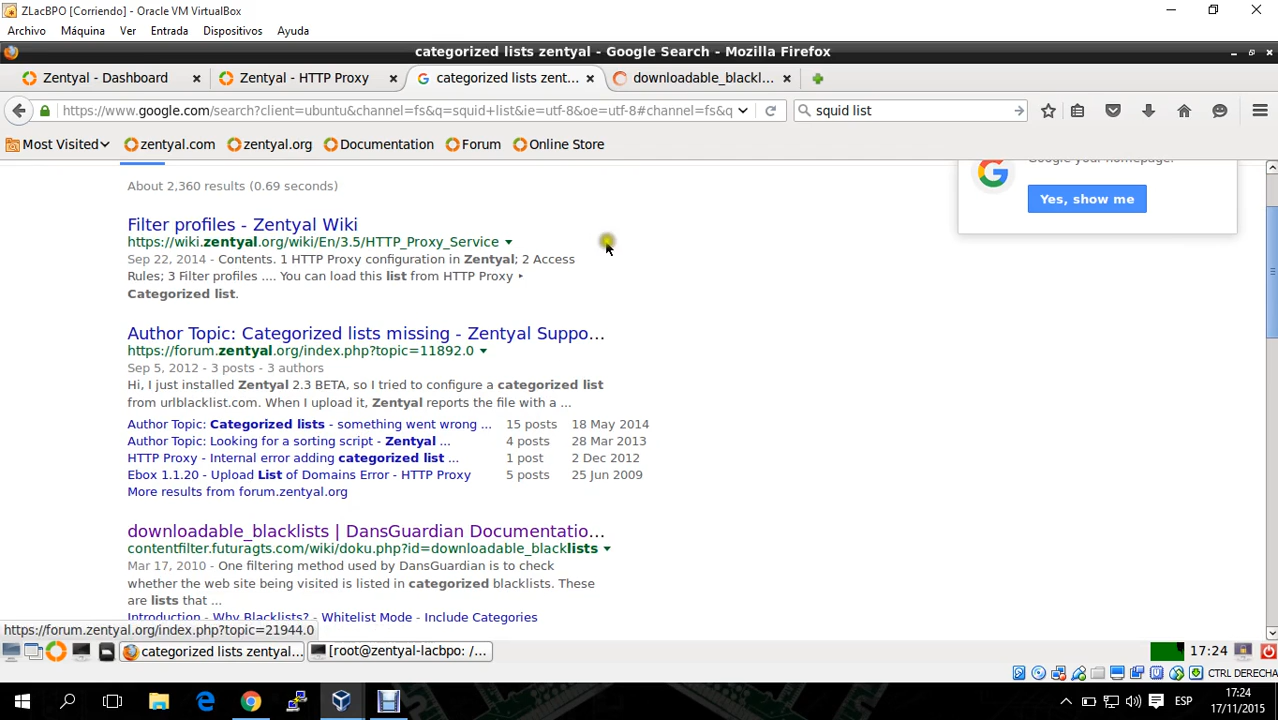 ZLacBPO [Corriendo] - Oracle VM VirtualBox
Archivo Máquina Ver Entrada Dispositivos Ayuda
categorized lists zentyal - Google Search - Mozilla Firefox
Zentyal - Dashboard Zentyal - HTTP Proxy categorized lists zent... downloadable_blackl...
https://www.google.com/search?client=ubuntu&channel=fs&q=squid+list&ie=utf-8&oe=utf-8#channel=fs&q squid list
Most Visited zentyal.com zentyal.org Documentation Forum Online Store
Google your homepage.
Yes, show me
About 2,360 results (0.69 seconds)
Filter profiles - Zentyal Wiki
https://wiki.zentyal.org/wiki/En/3.5/HTTP_Proxy_Service
Sep 22, 2014 - Contents. 1 HTTP Proxy configuration in Zentyal; 2 Access
Rules; 3 Filter profiles .... You can load this list from HTTP Proxy ‣
Categorized list.
Author Topic: Categorized lists missing - Zentyal Suppo...
https://forum.zentyal.org/index.php?topic=11892.0
Sep 5, 2012 - 3 posts - 3 authors
Hi, I just installed Zentyal 2.3 BETA, so I tried to configure a categorized list
from urlblacklist.com. When I upload it, Zentyal reports the file with a ...
Author Topic: Categorized lists - something went wrong ... 15 posts 18 May 2014
Author Topic: Looking for a sorting script - Zentyal ... 4 posts 28 Mar 2013
HTTP Proxy - Internal error adding categorized list ... 1 post 2 Dec 2012
Ebox 1.1.20 - Upload List of Domains Error - HTTP Proxy 5 posts 25 Jun 2009
More results from forum.zentyal.org
downloadable_blacklists | DansGuardian Documentatio...
contentfilter.futuragts.com/wiki/doku.php?id=downloadable_blacklists
Mar 17, 2010 - One filtering method used by DansGuardian is to check
whether the web site being visited is listed in categorized blacklists. These
are lists that ...
Introduction - Why Blacklists? - Whitelist Mode - Include Categories
https://forum.zentyal.org/index.php?topic=21944.0
categorized lists zentyal... [root@zentyal-lacbpo: /... 17:24
CTRL DERECHA
ESP 17:24
17/11/2015